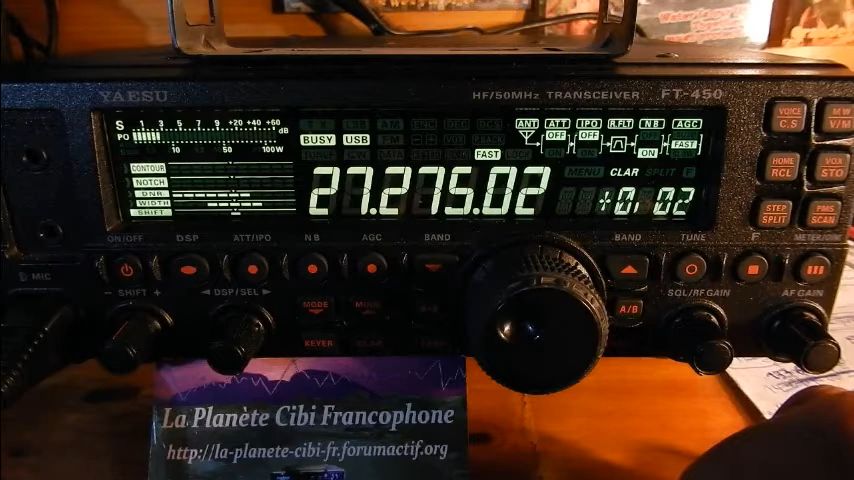 YAESU
HF/50MHz TRANSCEIVER FT-450
S 1 3 5 7 9 +20 +40 +60 dB
PO 10 50 100W
BUSY USB
FAST
ANT ATT IPO R.FLT NB AGC
OFF OFF FAST
ON
CONTOUR
NOTCH
DNR
WIDTH
SHIFT
MENU CLAR SPLIT F
27.275.02
+0.02
VOICE C.S
M W V/M
HOME RCL
VOX STO
STEP SPLIT
PMS SCAN
ON/OFF DSP ATT/IPO NB AGC BAND BAND TUNE F METER/DIM
MIC
- SHIFT + ◄ DSP/SEL ► MODE MODE A/B SQL/RF GAIN AF GAIN
KEYER
La Planète Cibi Francophone
http://la-planete-cibi-fr.forumactif.org